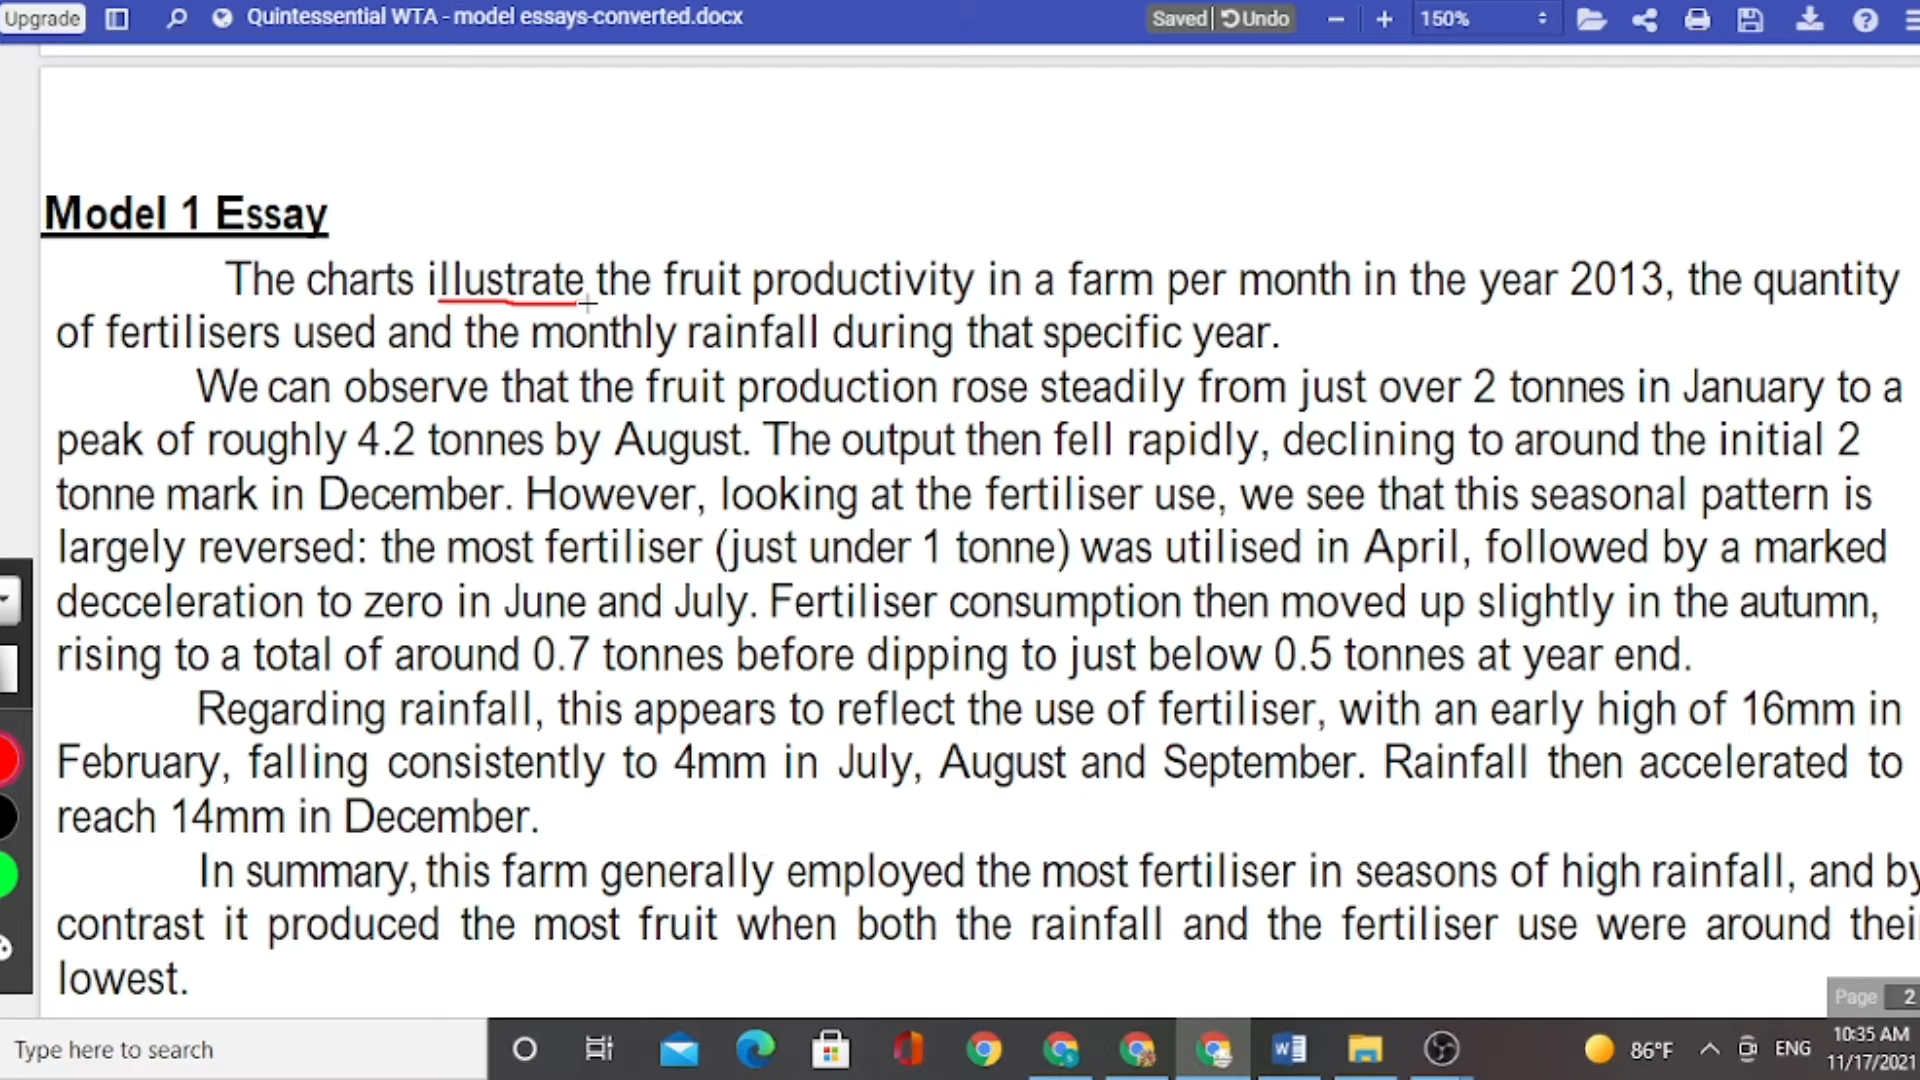 Upgrade
Quintessential WTA - model essays-converted.docx
Saved
Undo
150%
Model 1 Essay
The charts illustrate the fruit productivity in a farm per month in the year 2013, the quantity
of fertilisers used and the monthly rainfall during that specific year.
We can observe that the fruit production rose steadily from just over 2 tonnes in January to a
peak of roughly 4.2 tonnes by August. The output then fell rapidly, declining to around the initial 2
tonne mark in December. However, looking at the fertiliser use, we see that this seasonal pattern is
largely reversed: the most fertiliser (just under 1 tonne) was utilised in April, followed by a marked
decceleration to zero in June and July. Fertiliser consumption then moved up slightly in the autumn,
rising to a total of around 0.7 tonnes before dipping to just below 0.5 tonnes at year end.
Regarding rainfall, this appears to reflect the use of fertiliser, with an early high of 16mm in
February, falling consistently to 4mm in July, August and September. Rainfall then accelerated to
reach 14mm in December.
In summary, this farm generally employed the most fertiliser in seasons of high rainfall, and by
contrast it produced the most fruit when both the rainfall and the fertiliser use were around their
lowest.
Page 2
Type here to search
86°F
ENG
10:35 AM
11/17/2021